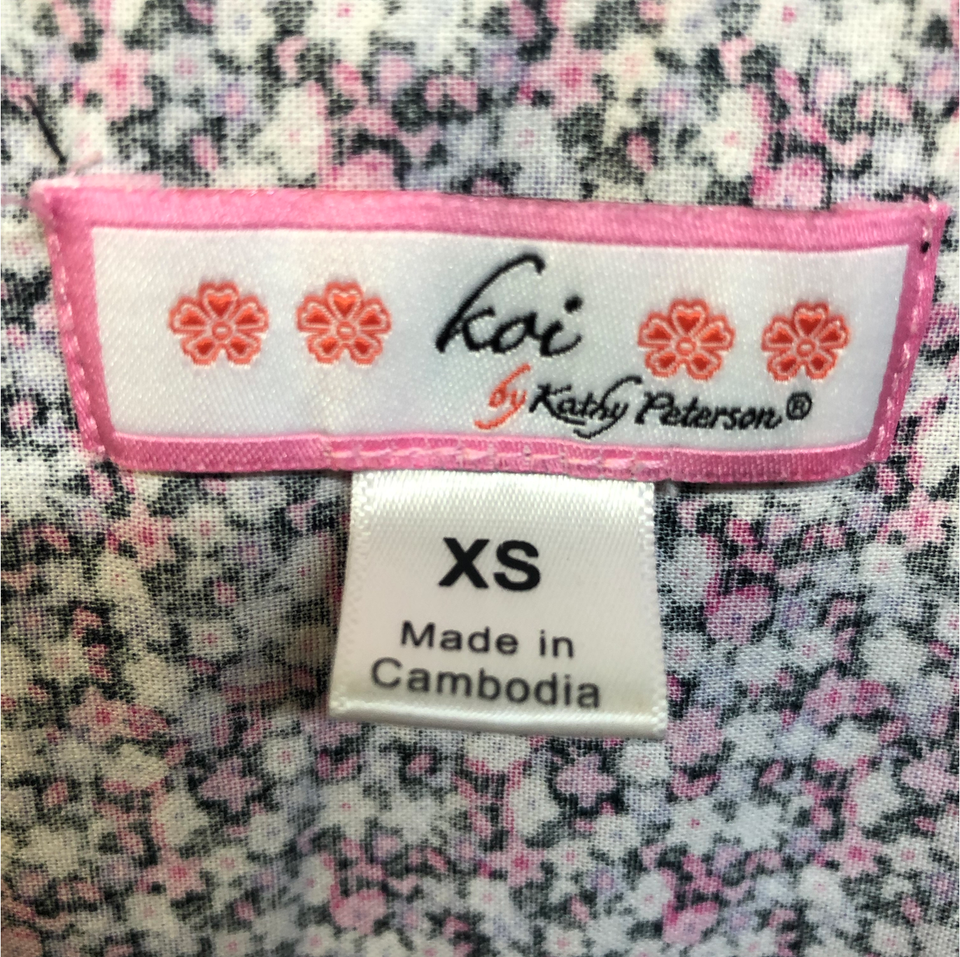 koi
by Kathy Peterson®
XS
Made in
Cambodia